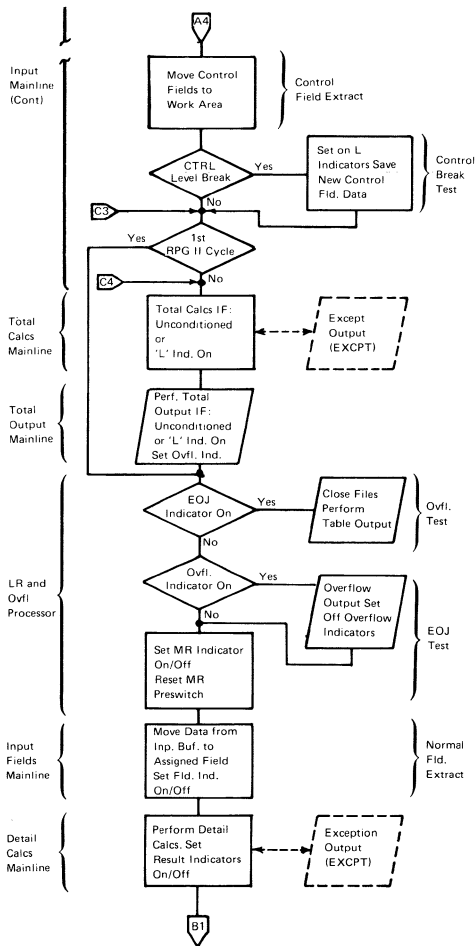 A4
Input
Mainline
(Cont)
Move Control
Fields to
Work Area
Control
Field Extract
CTRL
Level Break
Yes
Set on L
Indicators Save
New Control
Fld. Data
Control
Break
Test
No
C3
Yes
1st
RPG II Cycle
No
C4
Total
Calcs
Mainline
Total Calcs IF:
Unconditioned
or
'L' Ind. On
Except
Output
(EXCPT)
Total
Output
Mainline
Perf. Total
Output IF:
Unconditioned
or 'L' Ind. On
Set Ovfl. Ind.
EOJ
Indicator On
Yes
Close Files
Perform
Table Output
Ovfl.
Test
No
LR and
Ovfl
Processor
Ovfl.
Indicator On
Yes
Overflow
Output Set
Off Overflow
Indicators
EOJ
Test
No
Set MR Indicator
On/Off
Reset MR
Preswitch
Input
Fields
Mainline
Move Data from
Inp. Buf. to
Assigned Field
Set Fld. Ind.
On/Off
Normal
Fld.
Extract
Detail
Calcs
Mainline
Perform Detail
Calcs. Set
Result Indicators
On/Off
Exception
Output
(EXCPT)
B1